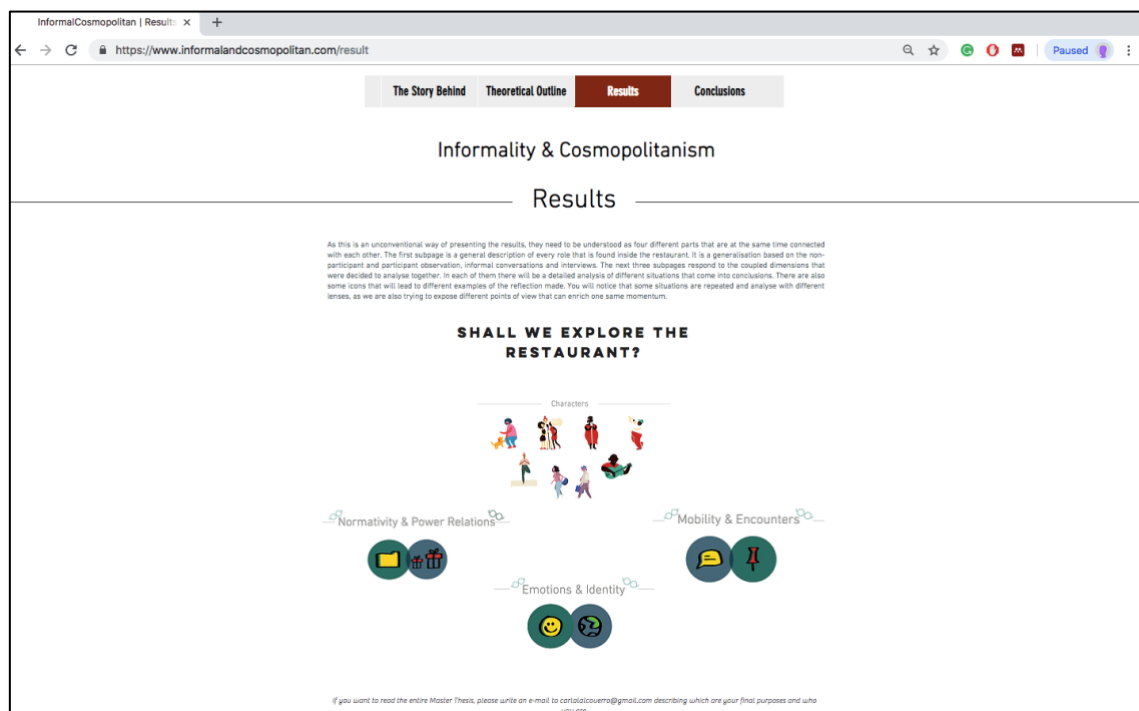 InformalCosmopolitan | Results
https://www.informalandcosmopolitan.com/result
Paused
The Story Behind Theoretical Outline Results Conclusions
Informality & Cosmopolitanism
Results
As this is an unconventional way of presenting the results, they need to be understood as four different parts that are at the same time connected
with each other. The first subpage is a general description of every role that is found inside the restaurant. It is a generalisation based on the non-
participant and participant observation, informal conversations and interviews. The next three subpages respond to the coupled dimensions that
were decided to analyse together. In each of them there will be a detailed analysis of different situations that come into conclusions. There are also
some icons that will lead to different examples of the reflection made. You will notice that some situations are repeated and analyse with different
lenses, as we are also trying to expose different points of view that can enrich one same momentum.
SHALL WE EXPLORE THE
RESTAURANT?
Characters
Normativity & Power Relations
Mobility & Encounters
Emotions & Identity
If you want to read the entire Master Thesis, please write an e-mail to describing which are your final purposes and who
you are